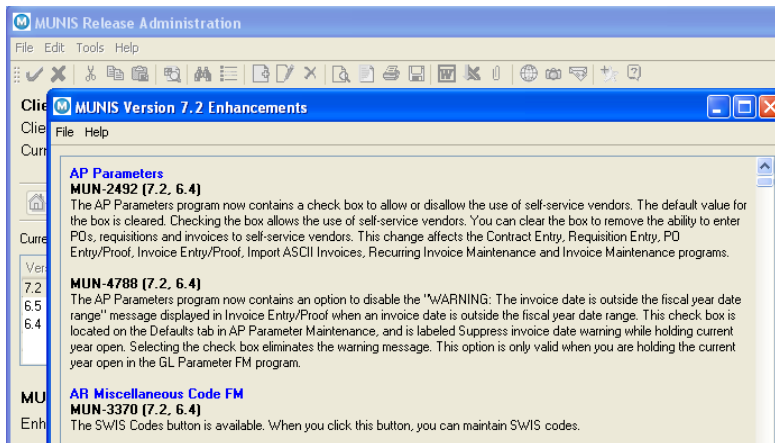 MUNIS Release Administration
File Edit Tools Help
MUNIS Version 7.2 Enhancements
File Help
AP Parameters
MUN-2492 (7.2, 6.4)
The AP Parameters program now contains a check box to allow or disallow the use of self-service vendors. The default value for
the box is cleared. Checking the box allows the use of self-service vendors. You can clear the box to remove the ability to enter
POs, requisitions and invoices to self-service vendors. This change affects the Contract Entry, Requisition Entry, PO
Entry/Proof, Invoice Entry/Proof, Import ASCII Invoices, Recurring Invoice Maintenance and Invoice Maintenance programs.
MUN-4788 (7.2, 6.4)
The AP Parameters program now contains an option to disable the "WARNING: The invoice date is outside the fiscal year date
range" message displayed in Invoice Entry/Proof when an invoice date is outside the fiscal year date range. This check box is
located on the Defaults tab in AP Parameter Maintenance, and is labeled Suppress invoice date warning while holding current
year open. Selecting the check box eliminates the warning message. This option is only valid when you are holding the current
year open in the GL Parameter FM program.
AR Miscellaneous Code FM
MUN-3370 (7.2, 6.4)
The SWIS Codes button is available. When you click this button, you can maintain SWIS codes.
7.2
6.5
6.4